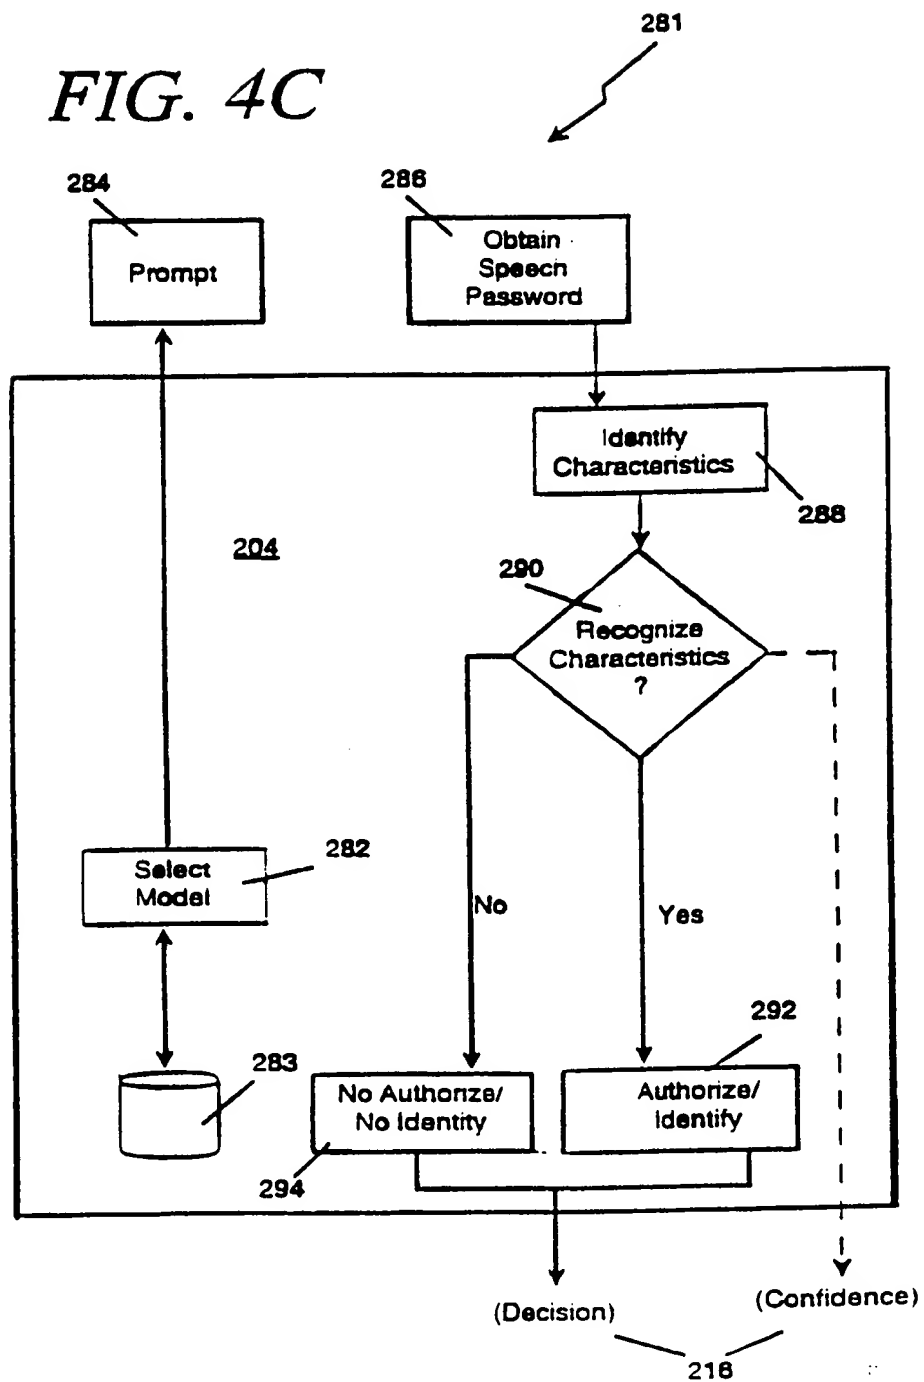 281
FIG. 4C
284
286
Prompt
Obtain
Speech
Password
Identify
Characteristics
288
204
290
Recognize
Characteristics
?
282
Select
Model
No
Yes
292
283
No Authorize/
No Identity
Authorize/
Identify
294
(Decision)
(Confidence)
216